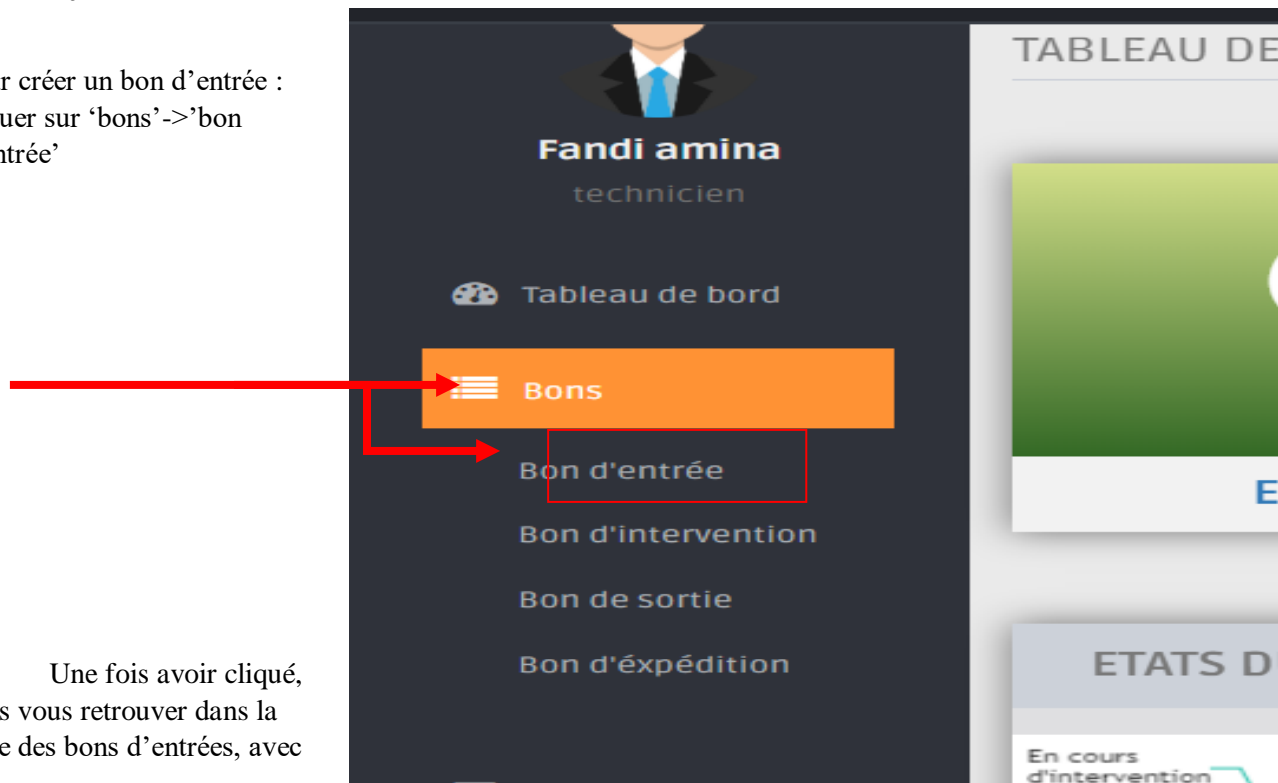 r créer un bon d’entrée :
uer sur ‘bons’->’bon
ntrée’
Une fois avoir cliqué,
s vous retrouver dans la
e des bons d’entrées, avec
Fandi amina
technicien
Tableau de bord
Bons
Bon d'entrée
Bon d'intervention
Bon de sortie
Bon d'éxpédition
TABLEAU DE
E
ETATS D
En cours
d'intervention